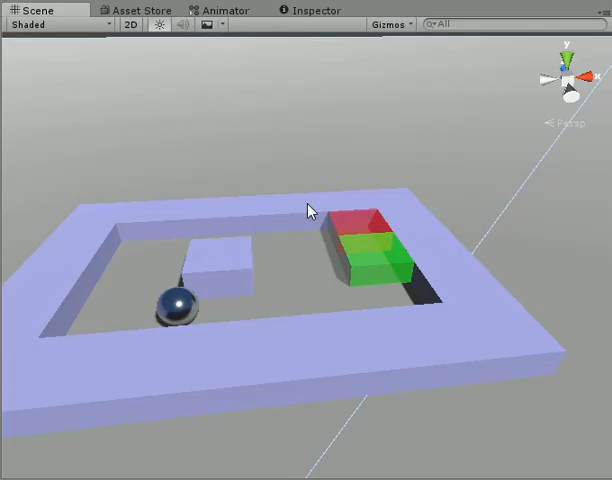 Scene Asset Store Animator Inspector
Shaded 2D Gizmos All
y
x
Persp